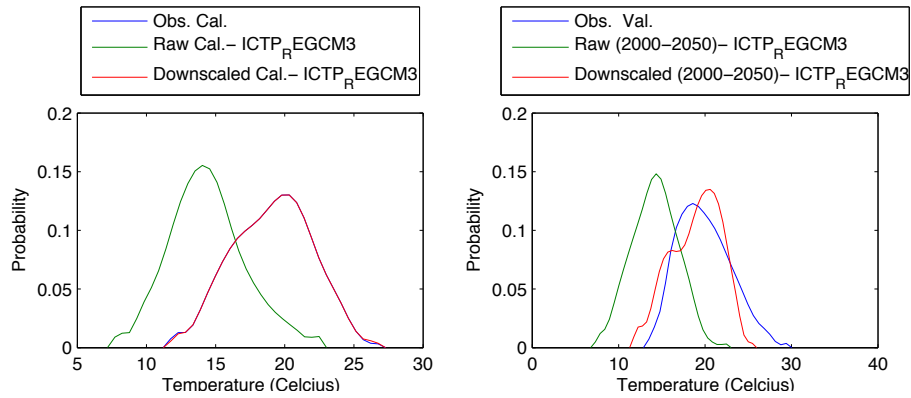 Obs. Cal.
Raw Cal.− ICTP_REGCM3
Downscaled Cal.− ICTP_REGCM3
0.2
0.15
0.1
0.05
0
Probability
5 10 15 20 25 30
Temperature (Celcius)
Obs. Val.
Raw (2000−2050)− ICTP_REGCM3
Downscaled (2000−2050)− ICTP_REGCM3
0.2
0.15
0.1
0.05
0
Probability
0 10 20 30 40
Temperature (Celcius)